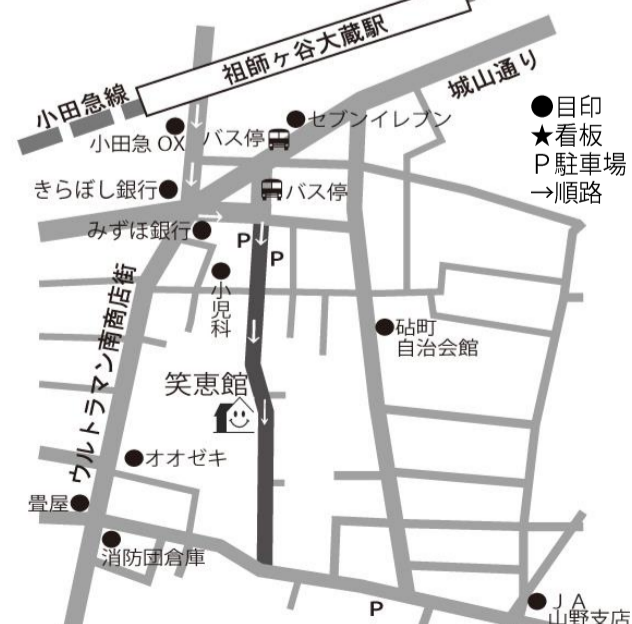 祖師ヶ谷大蔵駅
小田急線
城山通り
●目印
★看板
P駐車場
→順路
セブンイレブン
バス停
小田急OX
きらぼし銀行
バス停
みずほ銀行
P
P
小児科
ウルトラマン南商店街
砧町
自治会館
笑恵館
オオゼキ
畳屋
消防団倉庫
P
JA
山野支店